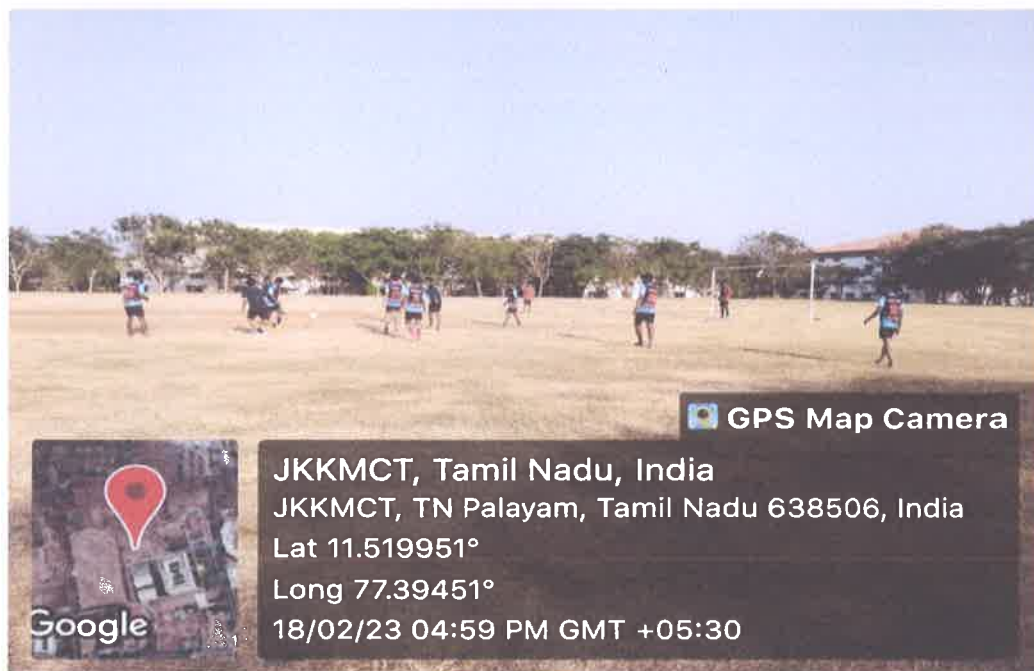 GPS Map Camera
JKKMCT, Tamil Nadu, India
JKKMCT, TN Palayam, Tamil Nadu 638506, India
Lat 11.519951°
Long 77.39451°
18/02/23 04:59 PM GMT +05:30
Google